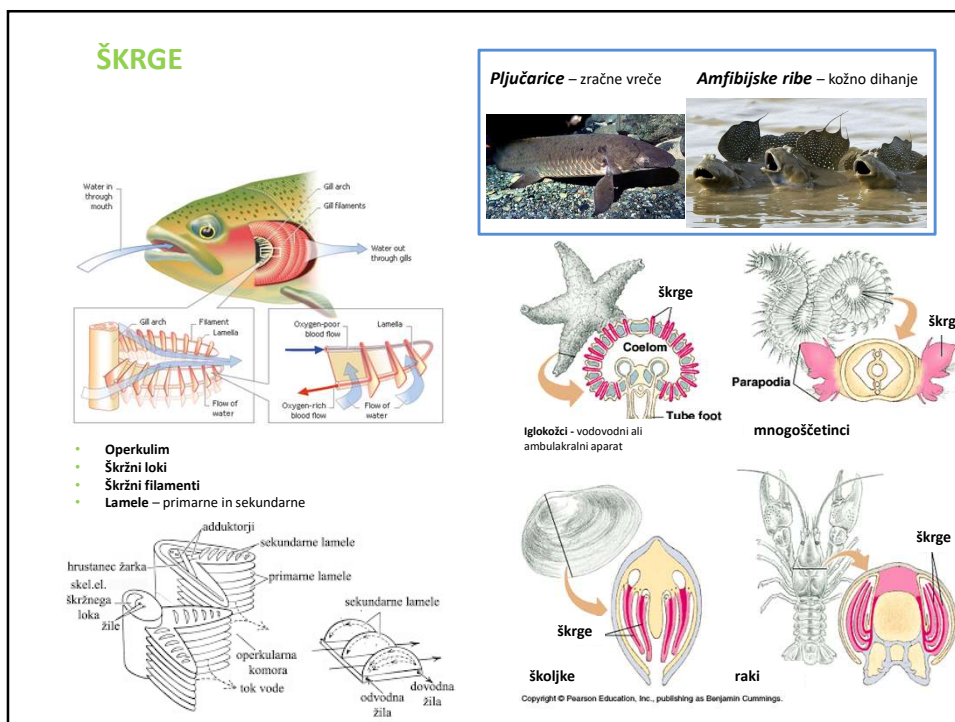 ŠKRGE
Pljučarice – zračne vreče
Amfibijske ribe – kožno dihanje
Water in
through
mouth
Gill arch
Gill filaments
Water out
through gills
Gill arch
Filament
Lamella
Flow of
water
Oxygen-poor
blood flow
Lamella
Oxygen-rich
blood flow
Flow of
water
škrge
Coelom
Tube foot
Iglokožci - vodovodni ali
ambulakralni aparat
škrg
Parapodia
mnogoščetinci
• Operkulim
• Škržni loki
• Škržni filamenti
• Lamele – primarne in sekundarne
adduktorji
sekundarne lamele
hrustanec žarka
primarne lamele
skel.el.
škržnega
loka
žile
operkularna
komora
tok vode
sekundarne lamele
odvodna
žila
dovodna
žila
škrge
školjke
škrge
raki
Copyright © Pearson Education, Inc., publishing as Benjamin Cummings.